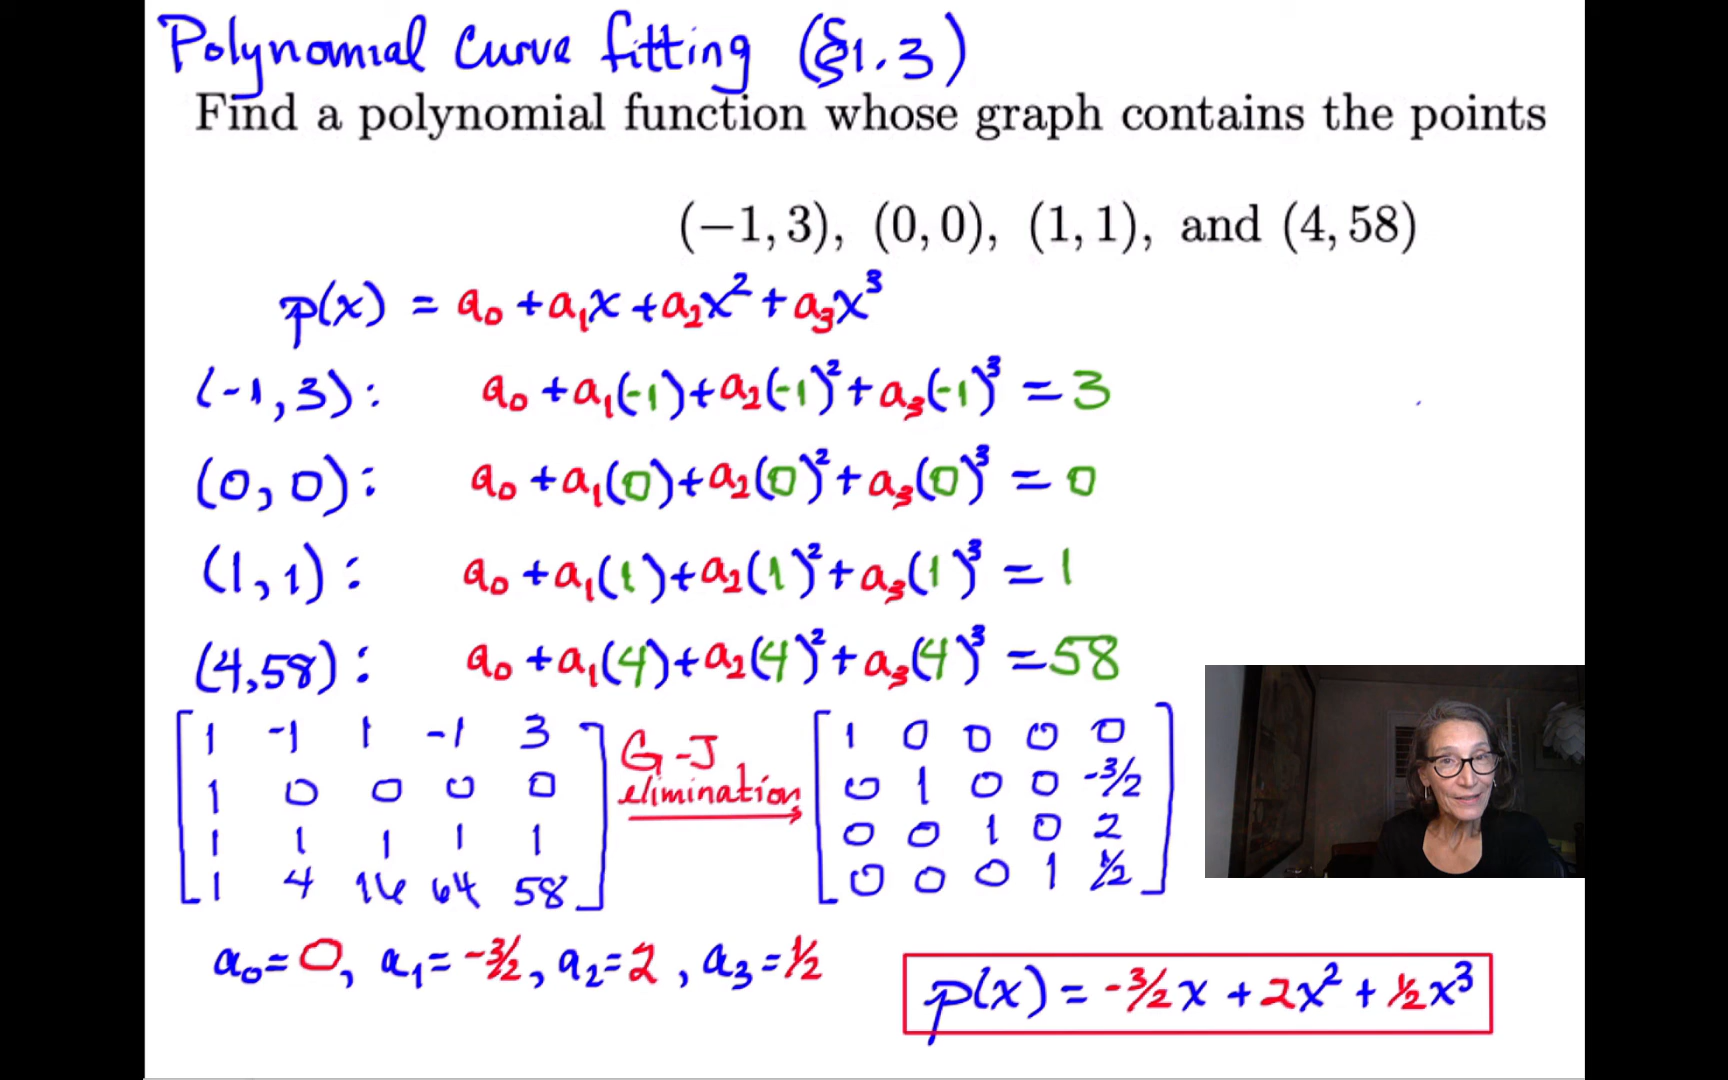 Polynomial Curve fitting (§1.3)
Find a polynomial function whose graph contains the points
(−1, 3), (0, 0), (1, 1), and (4, 58)
p(x) = a₀ + a₁x + a₂x² + a₃x³
(-1,3): a₀ + a₁(-1) + a₂(-1)² + a₃(-1)³ = 3
(0,0): a₀ + a₁(0) + a₂(0)² + a₃(0)³ = 0
(1,1): a₀ + a₁(1) + a₂(1)² + a₃(1)³ = 1
(4,58): a₀ + a₁(4) + a₂(4)² + a₃(4)³ = 58
1 -1 1 -1 3
1 0 0 0 0
1 1 1 1 1
1 4 16 64 58
G-J
elimination
1 0 0 0 0
0 1 0 0 -3/2
0 0 1 0 2
0 0 0 1 1/2
a₀ = 0, a₁ = -3/2, a₂ = 2, a₃ = 1/2
p(x) = -3/2x + 2x² + 1/2x³